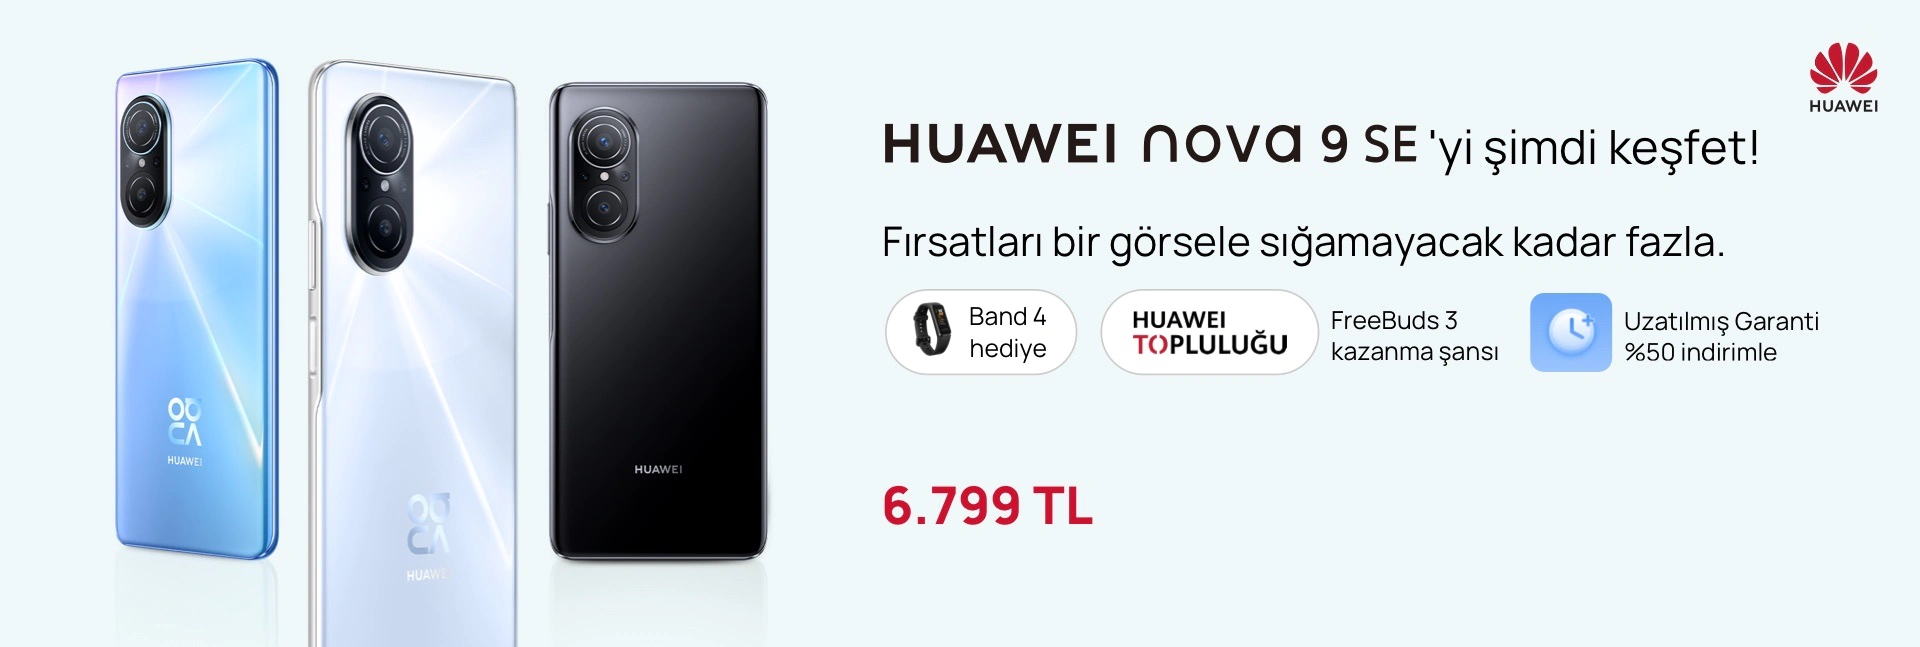 HUAWEI
HUAWEI nova 9 SE 'yi şimdi keşfet!
Fırsatları bir görsele sığamayacak kadar fazla.
Band 4
hediye
HUAWEI
TOPLULUĞU
FreeBuds 3
kazanma şansı
Uzatılmış Garanti
%50 indirimle
6.799 TL
HUAWEI
HUAWEI
HUAWEI